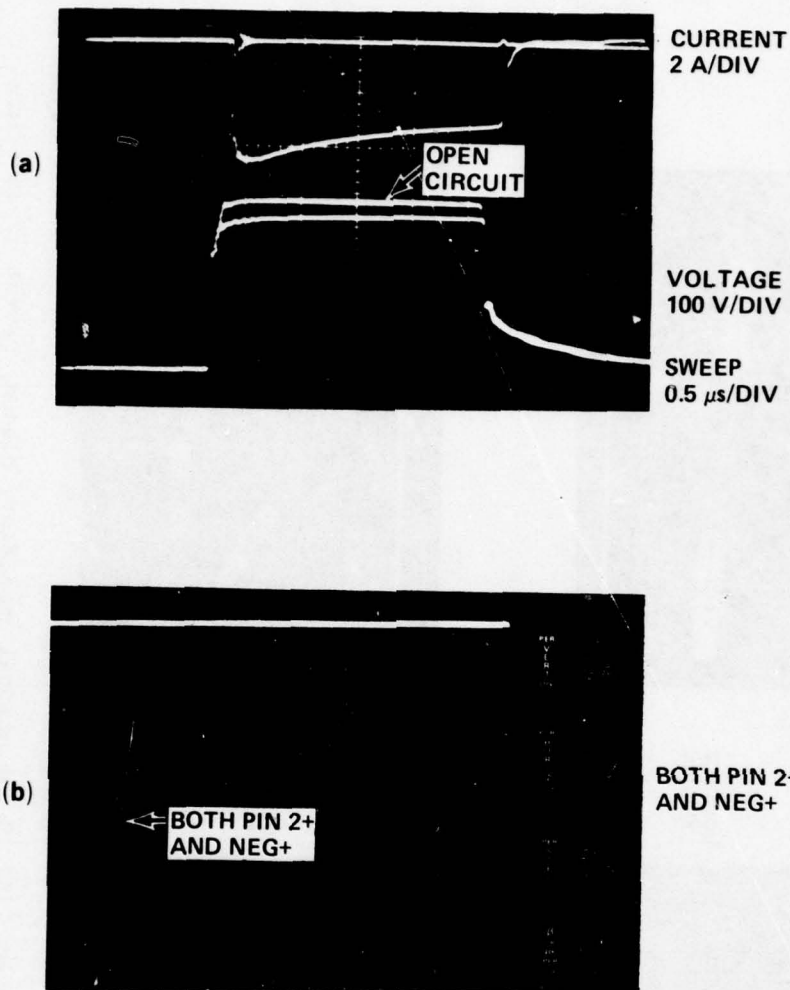 (a)
CURRENT
2 A/DIV
OPEN
CIRCUIT
VOLTAGE
100 V/DIV
SWEEP
0.5 μs/DIV
(b)
BOTH PIN 2+
AND NEG+
BOTH PIN 2+
AND NEG+